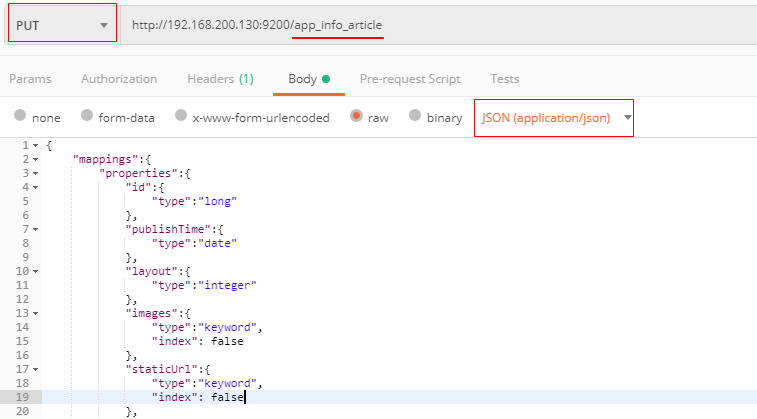 PUT http://192.168.200.130:9200/app_info_article
Params Authorization Headers (1) Body Pre-request Script Tests
none form-data x-www-form-urlencoded raw binary JSON (application/json)
1 {
2 "mappings":{
3 "properties":{
4 "id":{
5 "type":"long"
6 },
7 "publishTime":{
8 "type":"date"
9 },
10 "layout":{
11 "type":"integer"
12 },
13 "images":{
14 "type":"keyword",
15 "index": false
16 },
17 "staticUrl":{
18 "type":"keyword",
19 "index": false
20 },